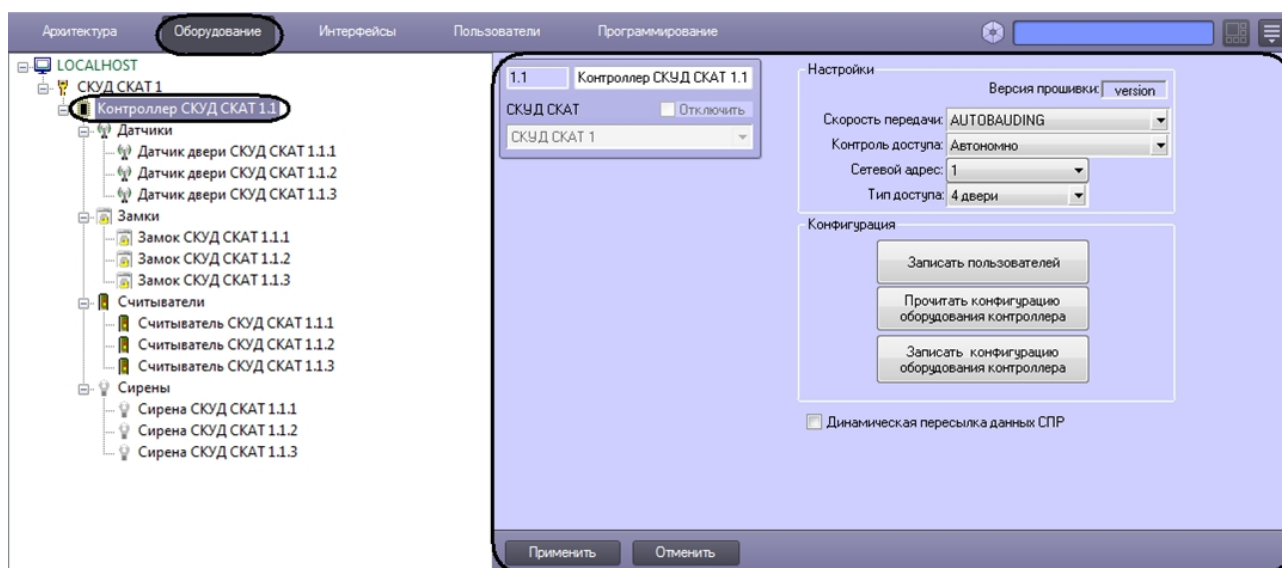 Архитектура Оборудование Интерфейсы Пользователи Программирование
LOCALHOST
СКУД СКАТ 1
Контроллер СКУД СКАТ 1.1
Датчики
Датчик двери СКУД СКАТ 1.1.1
Датчик двери СКУД СКАТ 1.1.2
Датчик двери СКУД СКАТ 1.1.3
Замки
Замок СКУД СКАТ 1.1.1
Замок СКУД СКАТ 1.1.2
Замок СКУД СКАТ 1.1.3
Считыватели
Считыватель СКУД СКАТ 1.1.1
Считыватель СКУД СКАТ 1.1.2
Считыватель СКУД СКАТ 1.1.3
Сирены
Сирена СКУД СКАТ 1.1.1
Сирена СКУД СКАТ 1.1.2
Сирена СКУД СКАТ 1.1.3
1.1 Контроллер СКУД СКАТ 1.1
СКУД СКАТ Отключить
СКУД СКАТ 1
Настройки
Версия прошивки: version
Скорость передачи: AUTOBAUDING
Контроль доступа: Автономно
Сетевой адрес: 1
Тип доступа: 4 двери
Конфигурация
Записать пользователей
Прочитать конфигурацию
оборудования контроллера
Записать конфигурацию
оборудования контроллера
Динамическая пересылка данных СПР
Применить Отменить